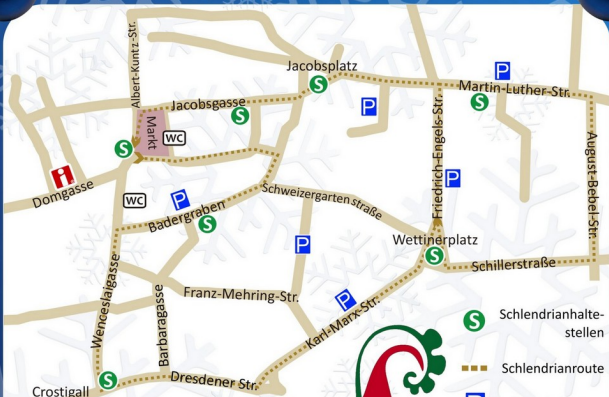 Albert-Kuntz-Str.
Jacobsplatz
P
Martin-Luther-Str.
S
Jacobsgasse
S
P
S
Markt
WC
S
i
Domgasse
WC
P
Badergraben
S
Schweizergartenstraße
P
Friedrich-Engels-Str.
P
August-Bebel-Str.
Wettinerplatz
S
Schillerstraße
Wenceslaigasse
Barbaragasse
Franz-Mehring-Str.
P
Karl-Marx-Str.
S
Schlendrianhalte-
stellen
Schlendrianroute
S
Crostigall
Dresdener Str.